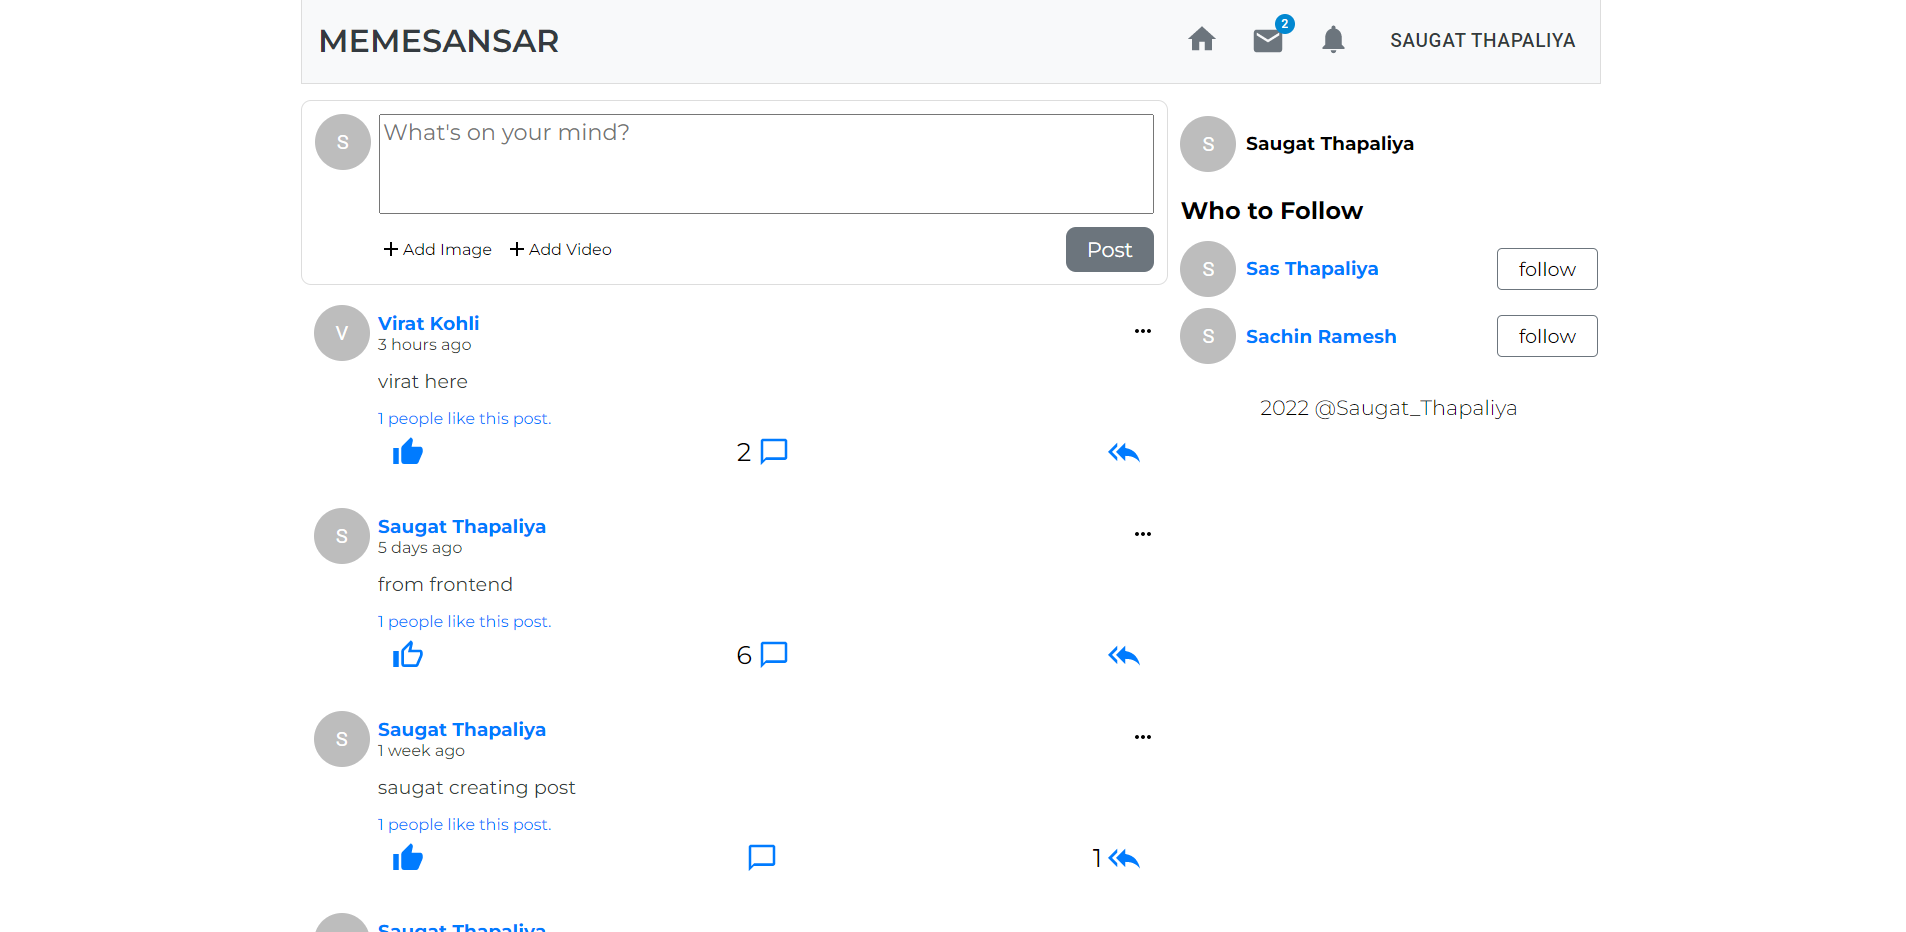 MEMESANSAR
2
SAUGAT THAPALIYA
S
What's on your mind?
Add Image
Add Video
Post
V
Virat Kohli
3 hours ago
virat here
1 people like this post.
2
S
Saugat Thapaliya
5 days ago
from frontend
1 people like this post.
6
S
Saugat Thapaliya
1 week ago
saugat creating post
1 people like this post.
1
Saugat Thapaliya
S
Saugat Thapaliya
Who to Follow
S
Sas Thapaliya
follow
S
Sachin Ramesh
follow
2022 @Saugat_Thapaliya